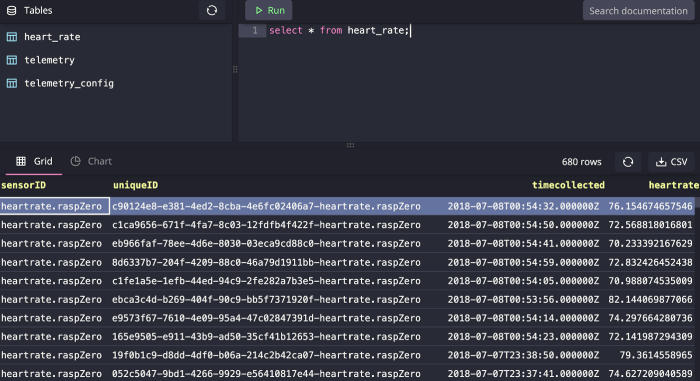 Tables
Run
Search documentation
heart_rate
telemetry
telemetry_config
1 select * from heart_rate;
Grid Chart 680 rows CSV
sensorID uniqueID timecollected heartrate
heartrate.raspZero c90124e8-e381-4ed2-8cba-4e6fc02406a7-heartrate.raspZero 2018-07-08T00:54:32.000000Z 76.154674657546
heartrate.raspZero c1ca9656-671f-4fa7-8c03-12fdfb4f422f-heartrate.raspZero 2018-07-08T00:54:50.000000Z 72.568818016801
heartrate.raspZero eb966faf-78ee-4d6e-8030-03eca9cd88c0-heartrate.raspZero 2018-07-08T00:54:41.000000Z 70.233392167629
heartrate.raspZero 8d6337b7-204f-4209-88c0-46a79d1911bb-heartrate.raspZero 2018-07-08T00:54:59.000000Z 72.832426452438
heartrate.raspZero c1fe1a5e-1efb-44ed-94c9-2fe282a7b3e5-heartrate.raspZero 2018-07-08T00:54:05.000000Z 70.988074535009
heartrate.raspZero ebca3c4d-b269-404f-90c9-bb5f7371920f-heartrate.raspZero 2018-07-08T00:53:56.000000Z 82.144069877066
heartrate.raspZero e9573f67-7610-4e09-95a4-47c02847391d-heartrate.raspZero 2018-07-08T00:54:14.000000Z 74.297664280736
heartrate.raspZero 165e9505-e911-43b9-ad50-35cf41b12653-heartrate.raspZero 2018-07-08T00:54:23.000000Z 72.141987294309
heartrate.raspZero 19f0b1c9-d8dd-4df0-b06a-214c2b42ca07-heartrate.raspZero 2018-07-07T23:38:50.000000Z 79.3614558965
heartrate.raspZero 052c5047-9bd1-4266-9929-e56410817e44-heartrate.raspZero 2018-07-07T23:37:41.000000Z 74.627209040589